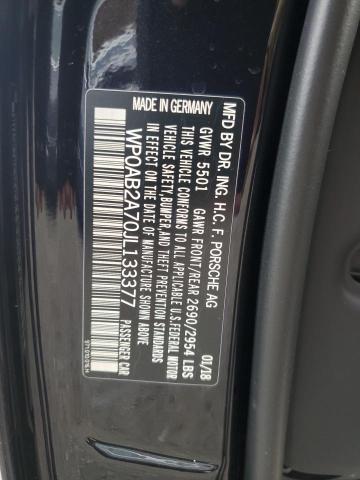 MFD BY DR. ING. H.C. F. PORSCHE AG
01/18
GVWR 5501 GAWR FRONT/REAR 2690/2954 LBS
THIS VEHICLE CONFORMS TO ALL APPLICABLE U.S.FEDERAL MOTOR
VEHICLE SAFETY,BUMPER,AND THEFT PREVENTION STANDARDS IN
EFFECT ON THE DATE OF MANUFACTURE SHOWN ABOVE
WP0AB2A70JL133377 PASSENGER CAR
MADE IN GERMANY